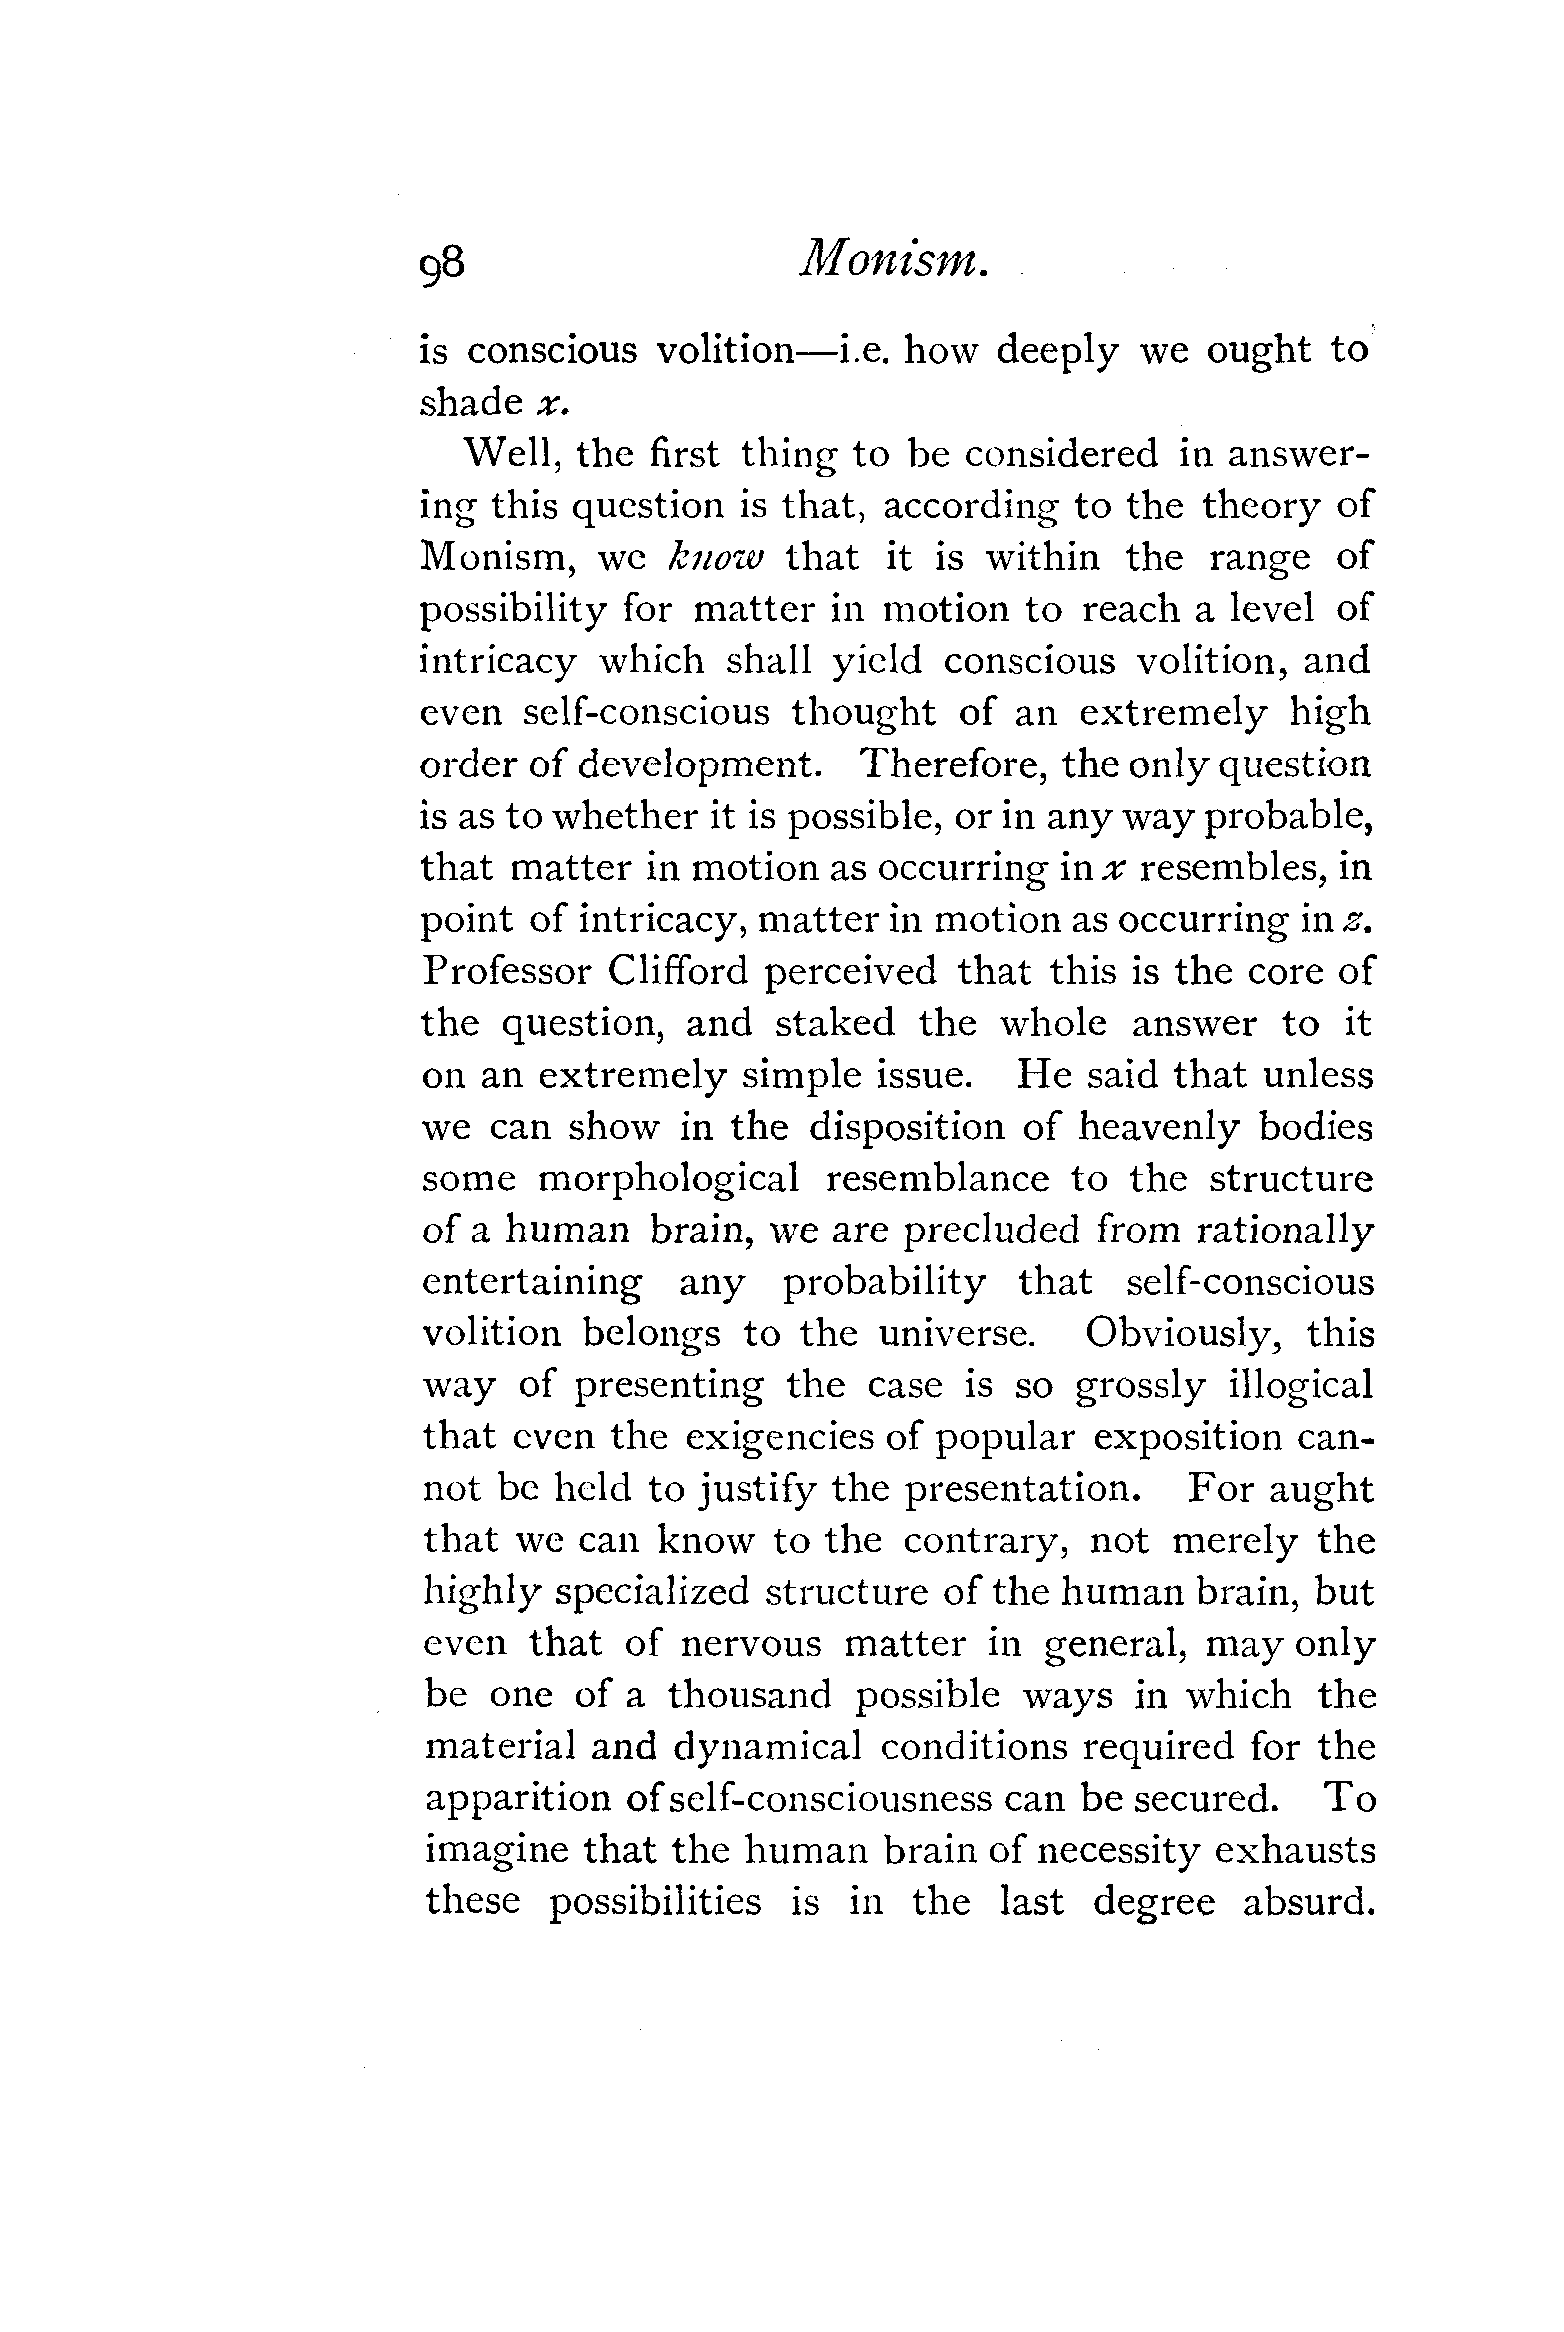 98 Monism.
is conscious volition—i.e. how deeply we ought to
shade x.
Well, the first thing to be considered in answer-
ing this question is that, according to the theory of
Monism, we know that it is within the range of
possibility for matter in motion to reach a level of
intricacy which shall yield conscious volition, and
even self-conscious thought of an extremely high
order of development. Therefore, the only question
is as to whether it is possible, or in any way probable,
that matter in motion as occurring in x resembles, in
point of intricacy, matter in motion as occurring in z.
Professor Clifford perceived that this is the core of
the question, and staked the whole answer to it
on an extremely simple issue. He said that unless
we can show in the disposition of heavenly bodies
some morphological resemblance to the structure
of a human brain, we are precluded from rationally
entertaining any probability that self-conscious
volition belongs to the universe. Obviously, this
way of presenting the case is so grossly illogical
that even the exigencies of popular exposition can-
not be held to justify the presentation. For aught
that we can know to the contrary, not merely the
highly specialized structure of the human brain, but
even that of nervous matter in general, may only
be one of a thousand possible ways in which the
material and dynamical conditions required for the
apparition of self-consciousness can be secured. To
imagine that the human brain of necessity exhausts
these possibilities is in the last degree absurd.